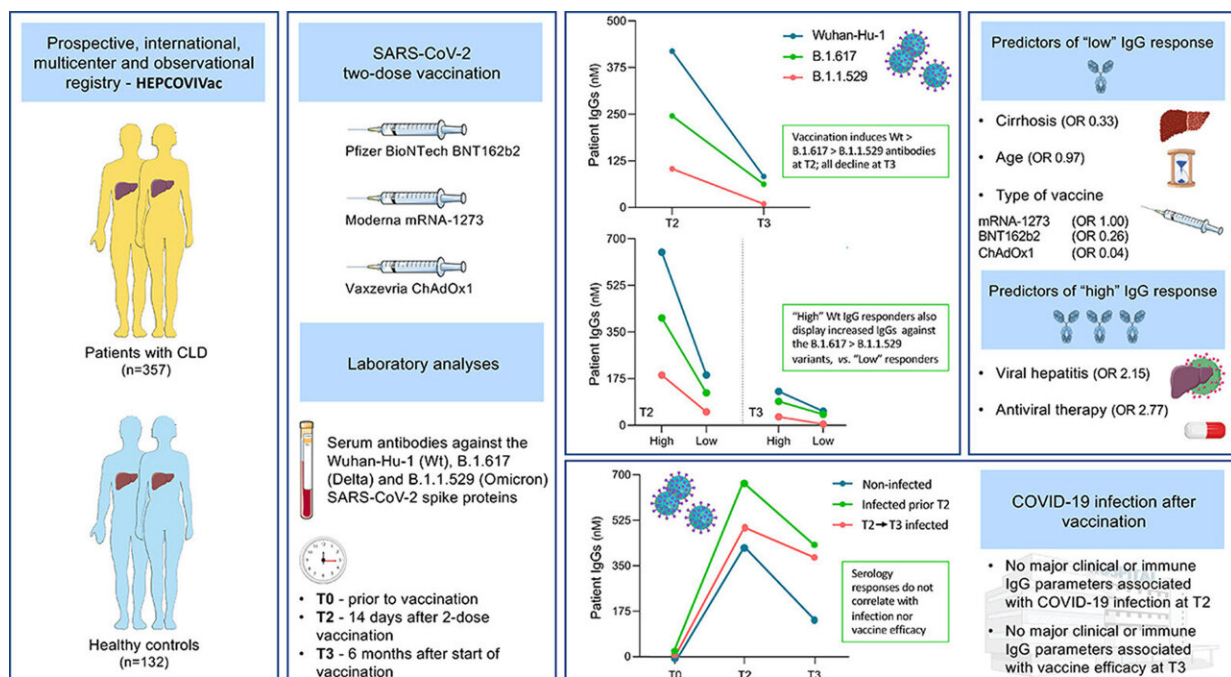 Prospective, international,
multicenter and observational
registry - HEPCOVIVac
Patients with CLD
(n=357)
Healthy controls
(n=132)
SARS-CoV-2
two-dose vaccination
Pfizer BioNTech BNT162b2
Moderna mRNA-1273
Vaxzevria ChAdOx1
Laboratory analyses
Serum antibodies against the
Wuhan-Hu-1 (Wt), B.1.617
(Delta) and B.1.1.529 (Omicron)
SARS-CoV-2 spike proteins
• T0 - prior to vaccination
• T2 - 14 days after 2-dose
vaccination
• T3 - 6 months after start of
vaccination
Patient IgGs (nM)
500
375
250
125
0
T2
T3
Wuhan-Hu-1
B.1.617
B.1.1.529
Vaccination induces Wt >
B.1.617 > B.1.1.529 antibodies
at T2; all decline at T3
Patient IgGs (nM)
700
525
350
175
0
T2
T3
High
Low
High
Low
"High" Wt IgG responders also
display increased IgGs against
the B.1.617 > B.1.1.529
variants, vs. "Low" responders
Predictors of "low" IgG
response
• Cirrhosis (OR 0.33)
• Age (OR 0.97)
• Type of vaccine
mRNA-1273 (OR 1.00)
BNT162b2 (OR 0.26)
ChAdOx1 (OR 0.04)
Predictors of "high" IgG
response
• Viral hepatitis (OR 2.15)
• Antiviral therapy (OR 2.77)
Patient IgGs (nM)
700
525
350
175
0
T0
T2
T3
Non-infected
Infected prior T2
T2➔T3 infected
Serology
responses do not
correlate with
infection nor
vaccine efficacy
COVID-19 infection after
vaccination
• No major clinical or immune
IgG parameters associated
with COVID-19 infection at T2
• No major clinical or immune
IgG parameters associated
with vaccine efficacy at T3